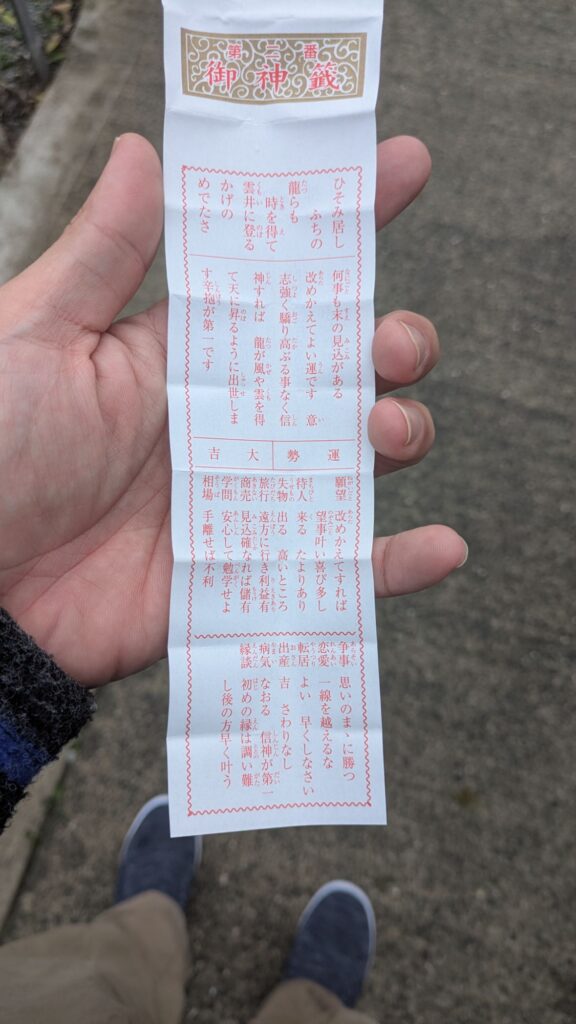 第二番
御神籤
ひそみ居し
ふちの
龍らも
時を得て
雲井に登る
かげの
めでたさ
何事も末の見込がある
改めかえてよい運です 意
志強く驕り高ぶる事なく信
神すれば 龍が風や雲を得
て天に昇るように出世しま
す辛抱が第一です
運勢 大吉
願望 改めかえてすれば
望事叶い喜び多し
待人 来る たよりあり
失物 出る 高いところ
旅行 遠方に行き利益有
商売 見込確なれば儲有
学問 安心して勉学せよ
相場 手離せば不利
争事 思いのまゝに勝つ
恋愛 一線を越えるな
転居 よい 早くしなさい
出産 吉 さわりなし
病気 なおる 信神が第一
縁談 初めの縁は調い難
し後の方早く叶う